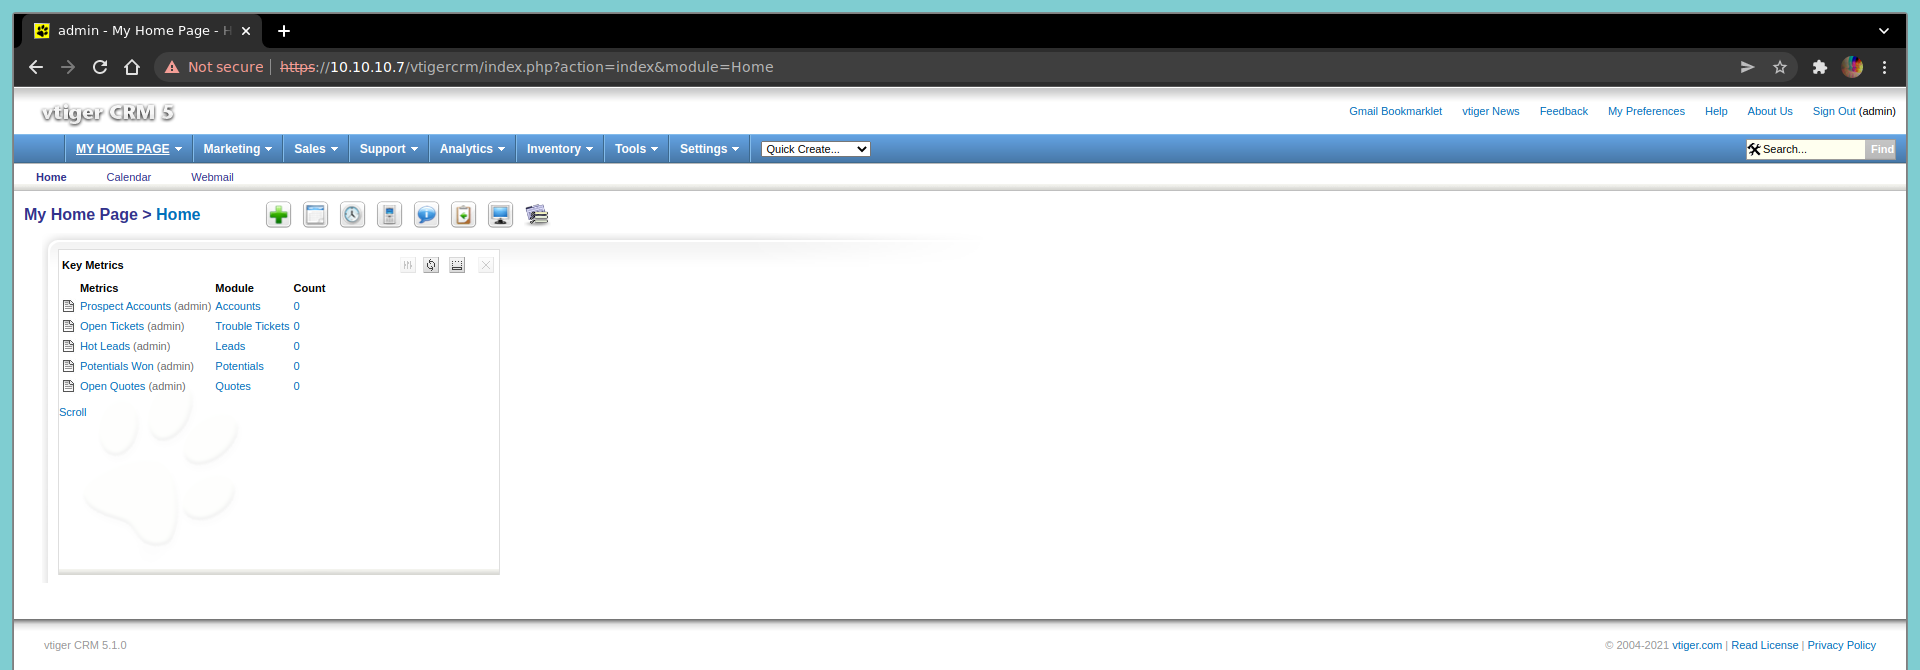 admin - My Home Page - H
Not secure | https://10.10.10.7/vtigercrm/index.php?action=index&module=Home
vtiger CRM 5
Gmail Bookmarklet vtiger News Feedback My Preferences Help About Us Sign Out (admin)
MY HOME PAGE Marketing Sales Support Analytics Inventory Tools Settings Quick Create... Search... Find
Home Calendar Webmail
My Home Page > Home
Key Metrics
Metrics Module Count
Prospect Accounts (admin) Accounts 0
Open Tickets (admin) Trouble Tickets 0
Hot Leads (admin) Leads 0
Potentials Won (admin) Potentials 0
Open Quotes (admin) Quotes 0
Scroll
vtiger CRM 5.1.0
© 2004-2021 vtiger.com | Read License | Privacy Policy